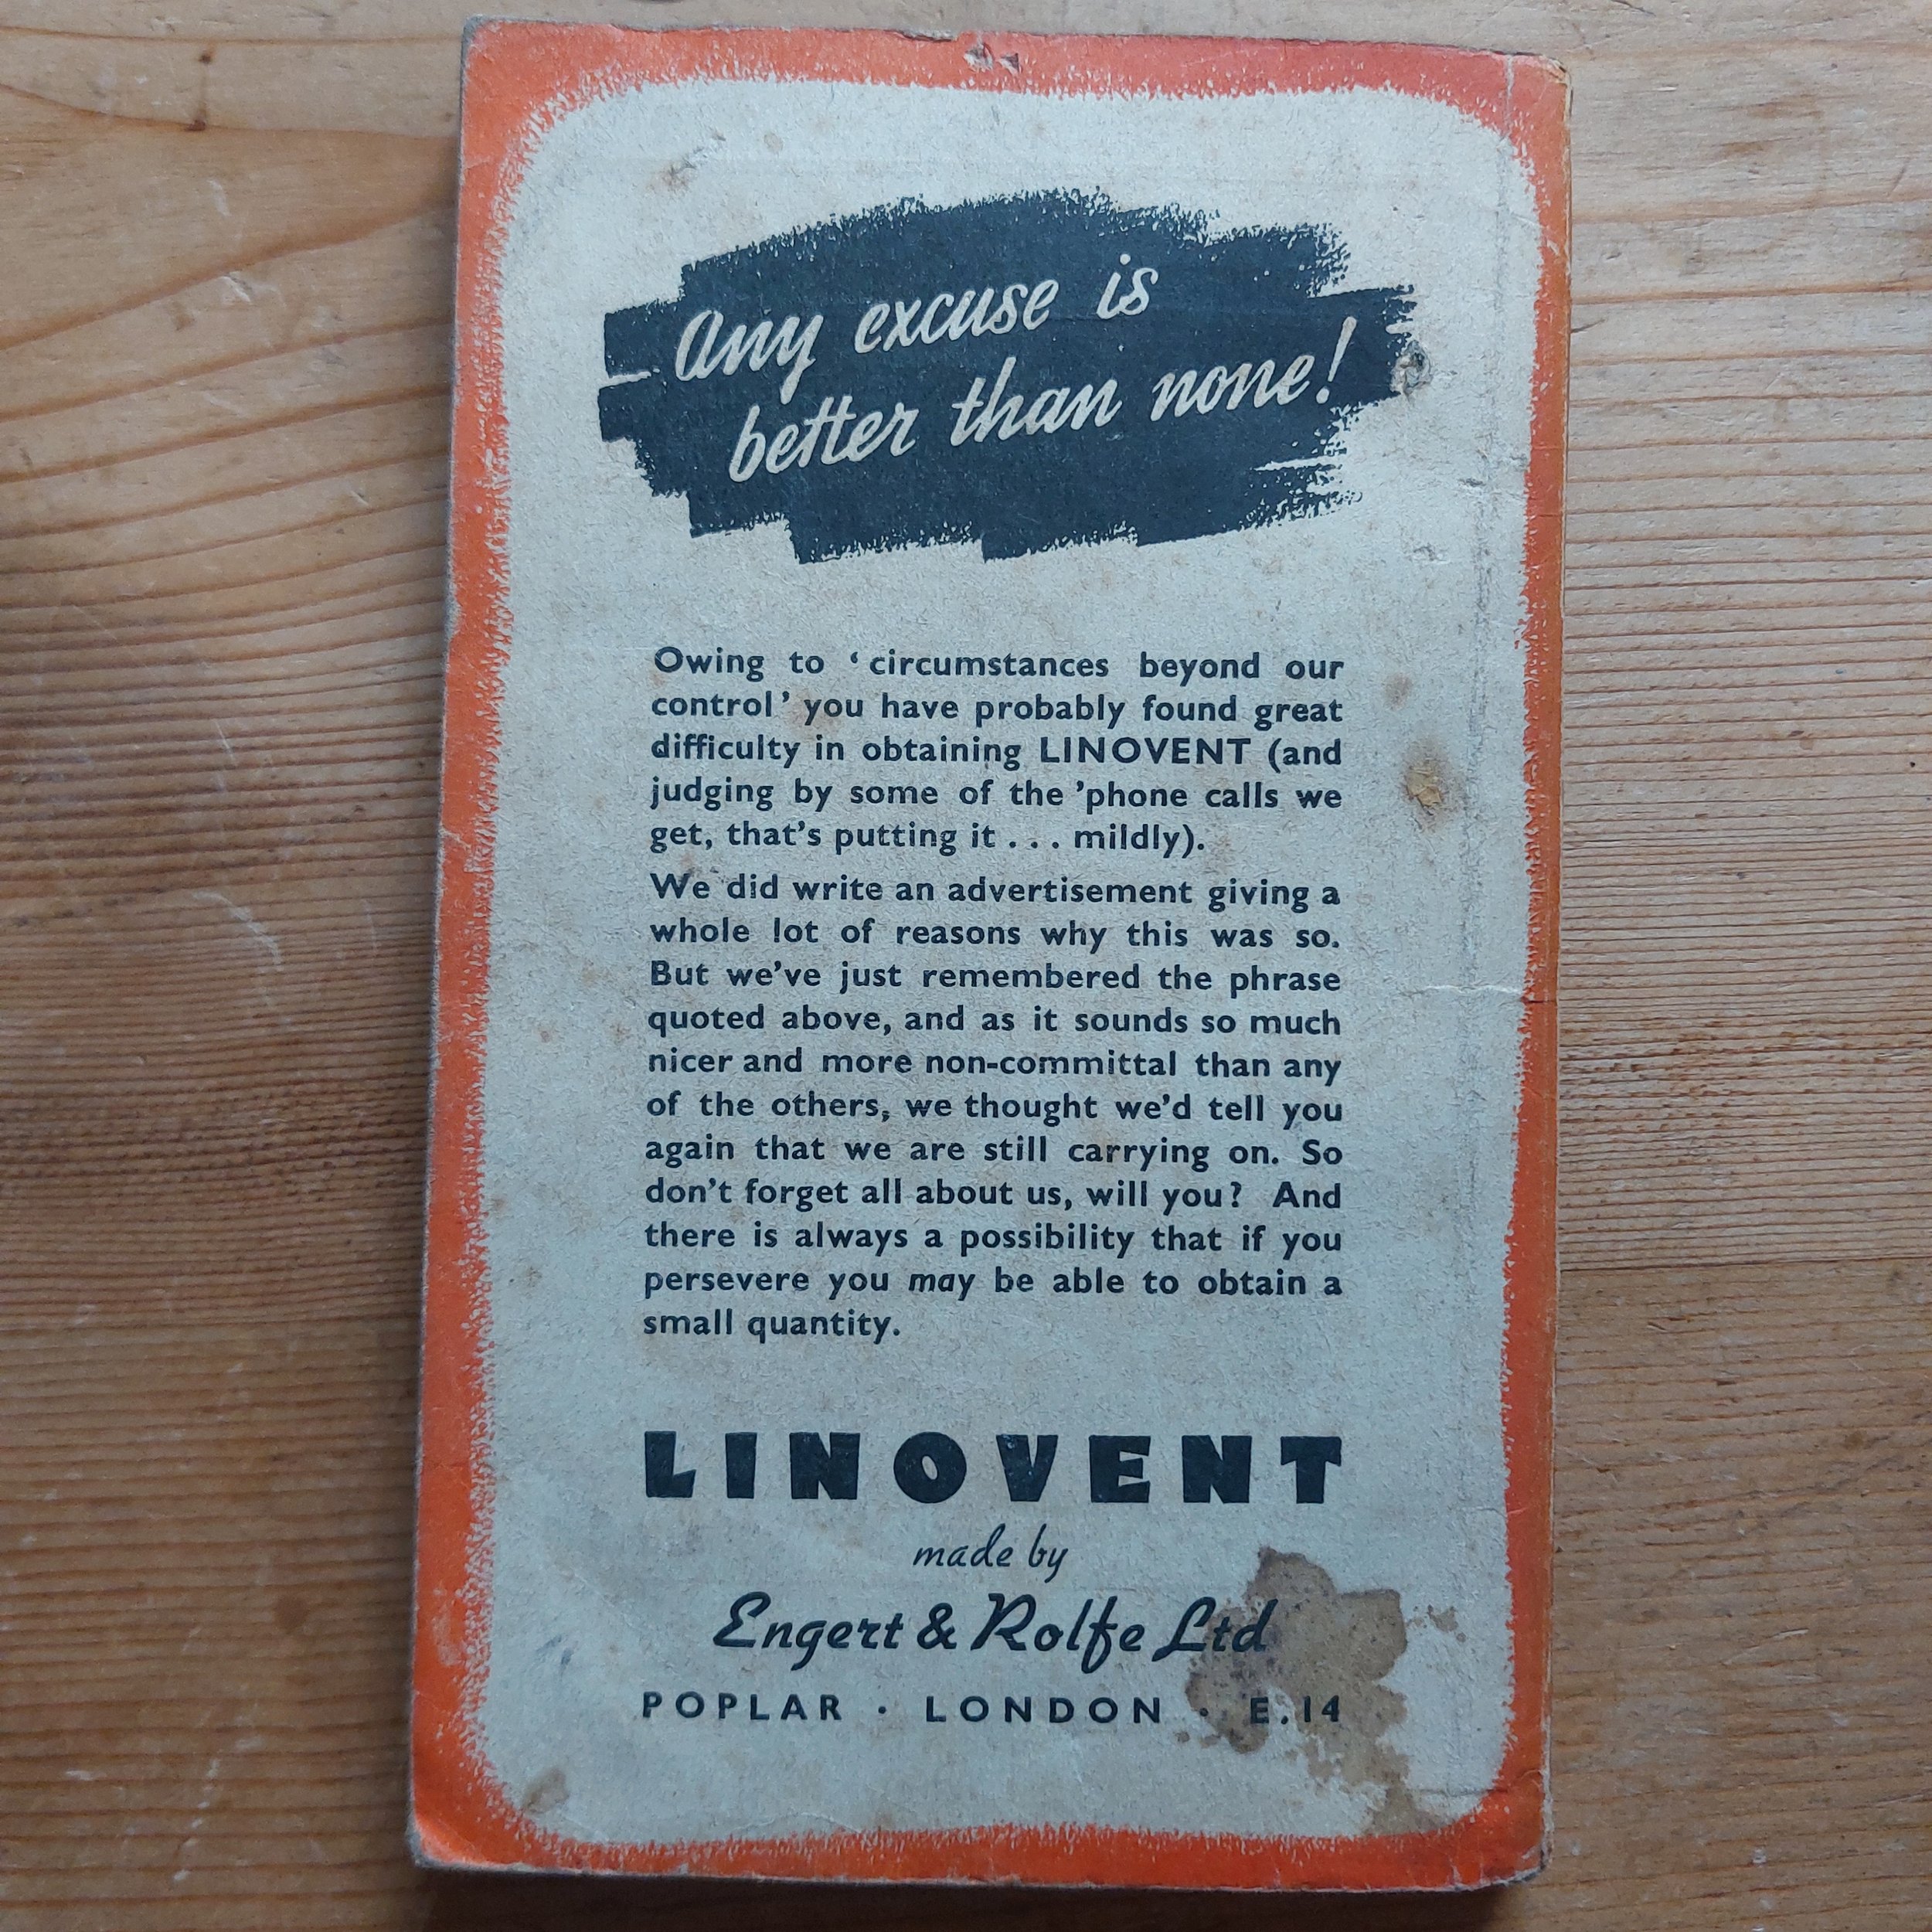 Any excuse is
better than none!
Owing to ‘circumstances beyond our
control’ you have probably found great
difficulty in obtaining LINOVENT (and
judging by some of the ’phone calls we
get, that’s putting it . . . mildly).
We did write an advertisement giving a
whole lot of reasons why this was so.
But we’ve just remembered the phrase
quoted above, and as it sounds so much
nicer and more non-committal than any
of the others, we thought we’d tell you
again that we are still carrying on. So
don’t forget all about us, will you? And
there is always a possibility that if you
persevere you may be able to obtain a
small quantity.
LINOVENT
made by
Engert & Rolfe Ltd
POPLAR · LONDON · E.14